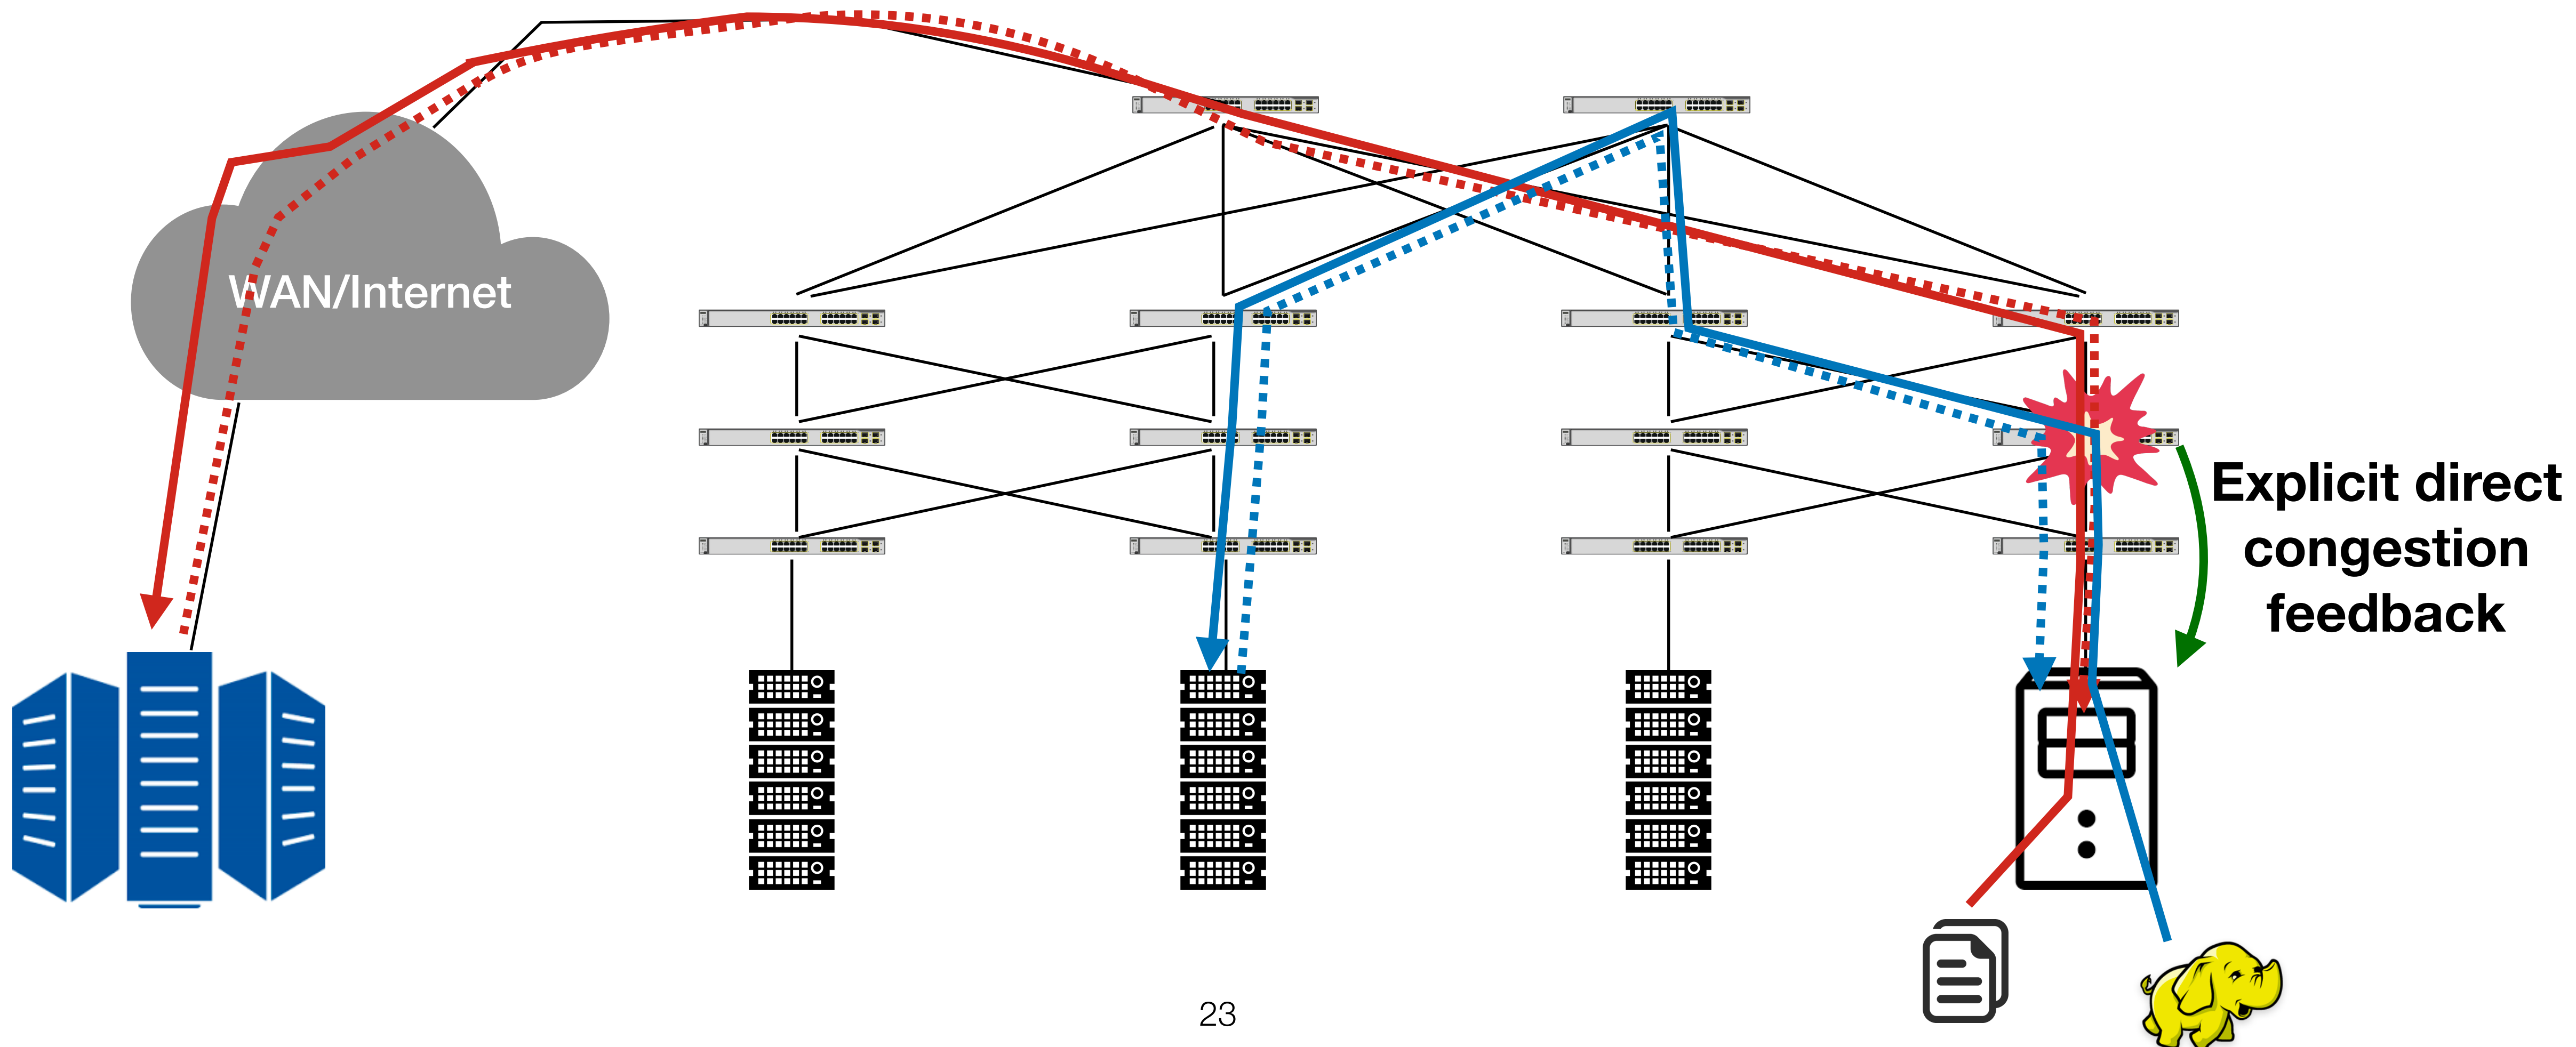 WAN/Internet
Explicit direct
congestion
feedback
23